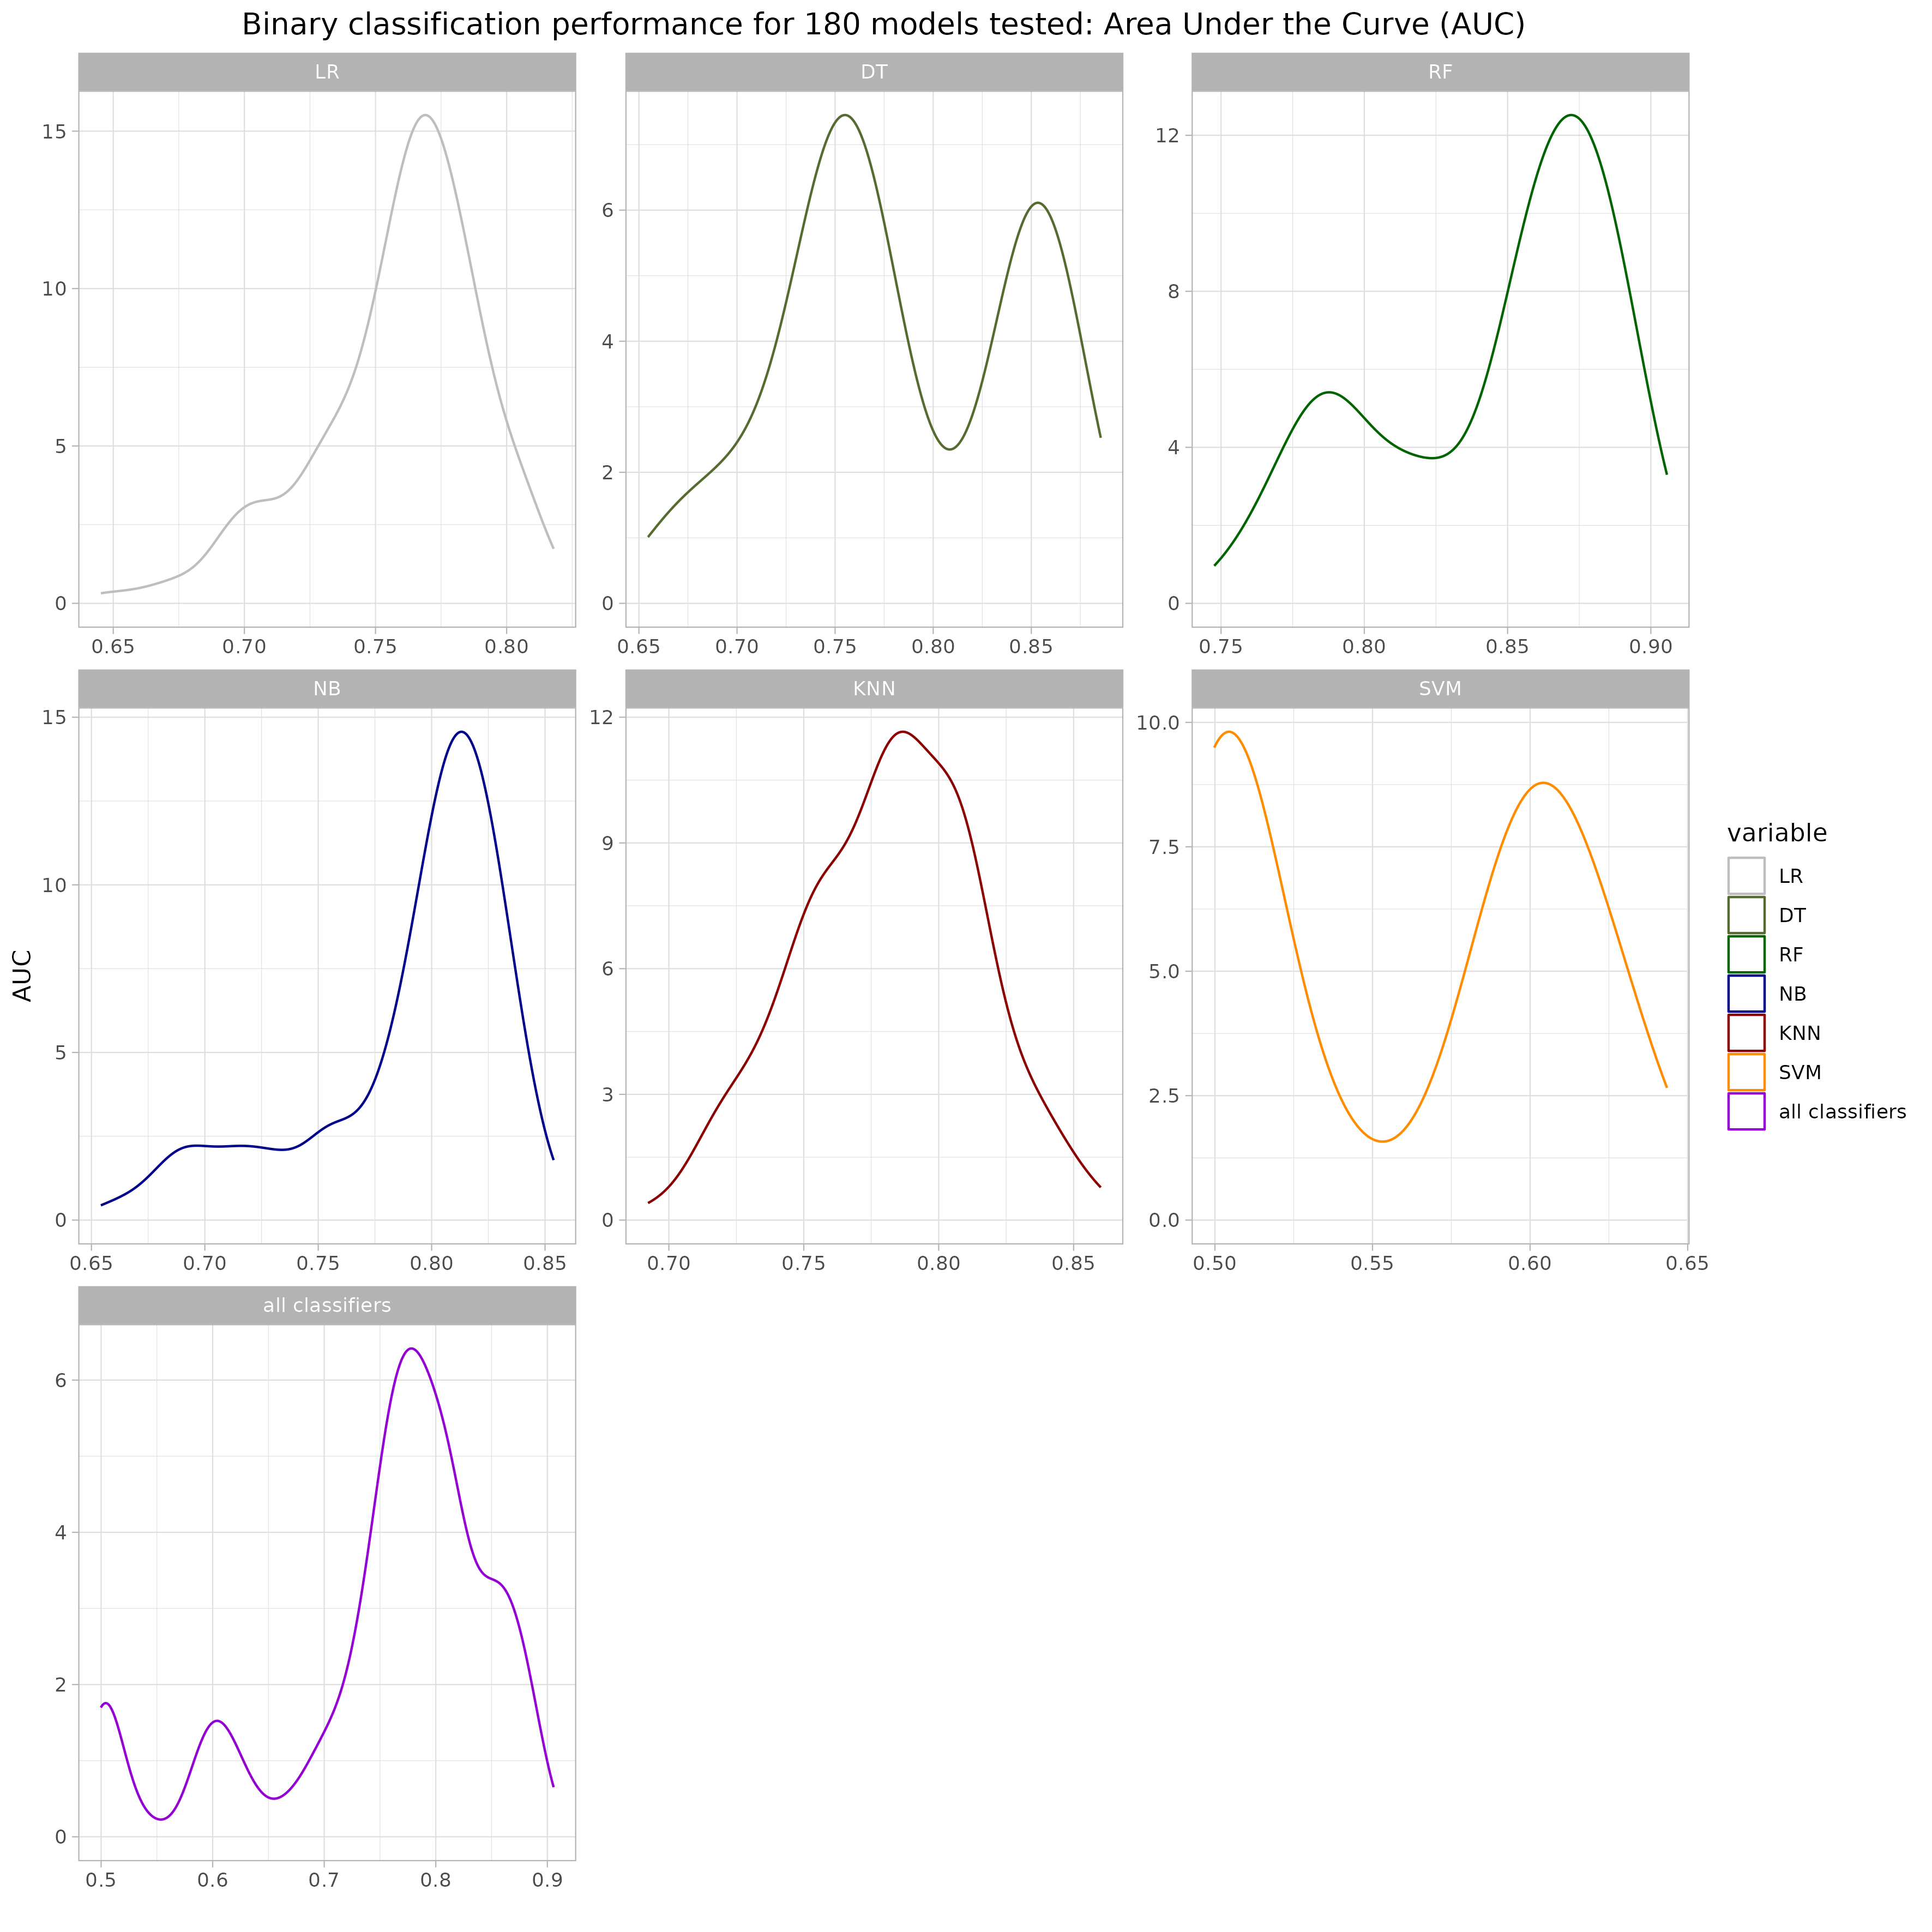 Binary classification performance for 180 models tested: Area Under the Curve (AUC)
LR
15
10
5
0
0.65 0.70 0.75 0.80
DT
6
4
2
0
0.65 0.70 0.75 0.80 0.85
RF
12
8
4
0
0.75 0.80 0.85 0.90
NB
15
10
5
0
0.65 0.70 0.75 0.80 0.85
KNN
12
9
6
3
0
0.70 0.75 0.80 0.85
SVM
10.0
7.5
5.0
2.5
0.0
0.50 0.55 0.60 0.65
all classifiers
6
4
2
0
0.5 0.6 0.7 0.8 0.9
AUC
variable
LR
DT
RF
NB
KNN
SVM
all classifiers